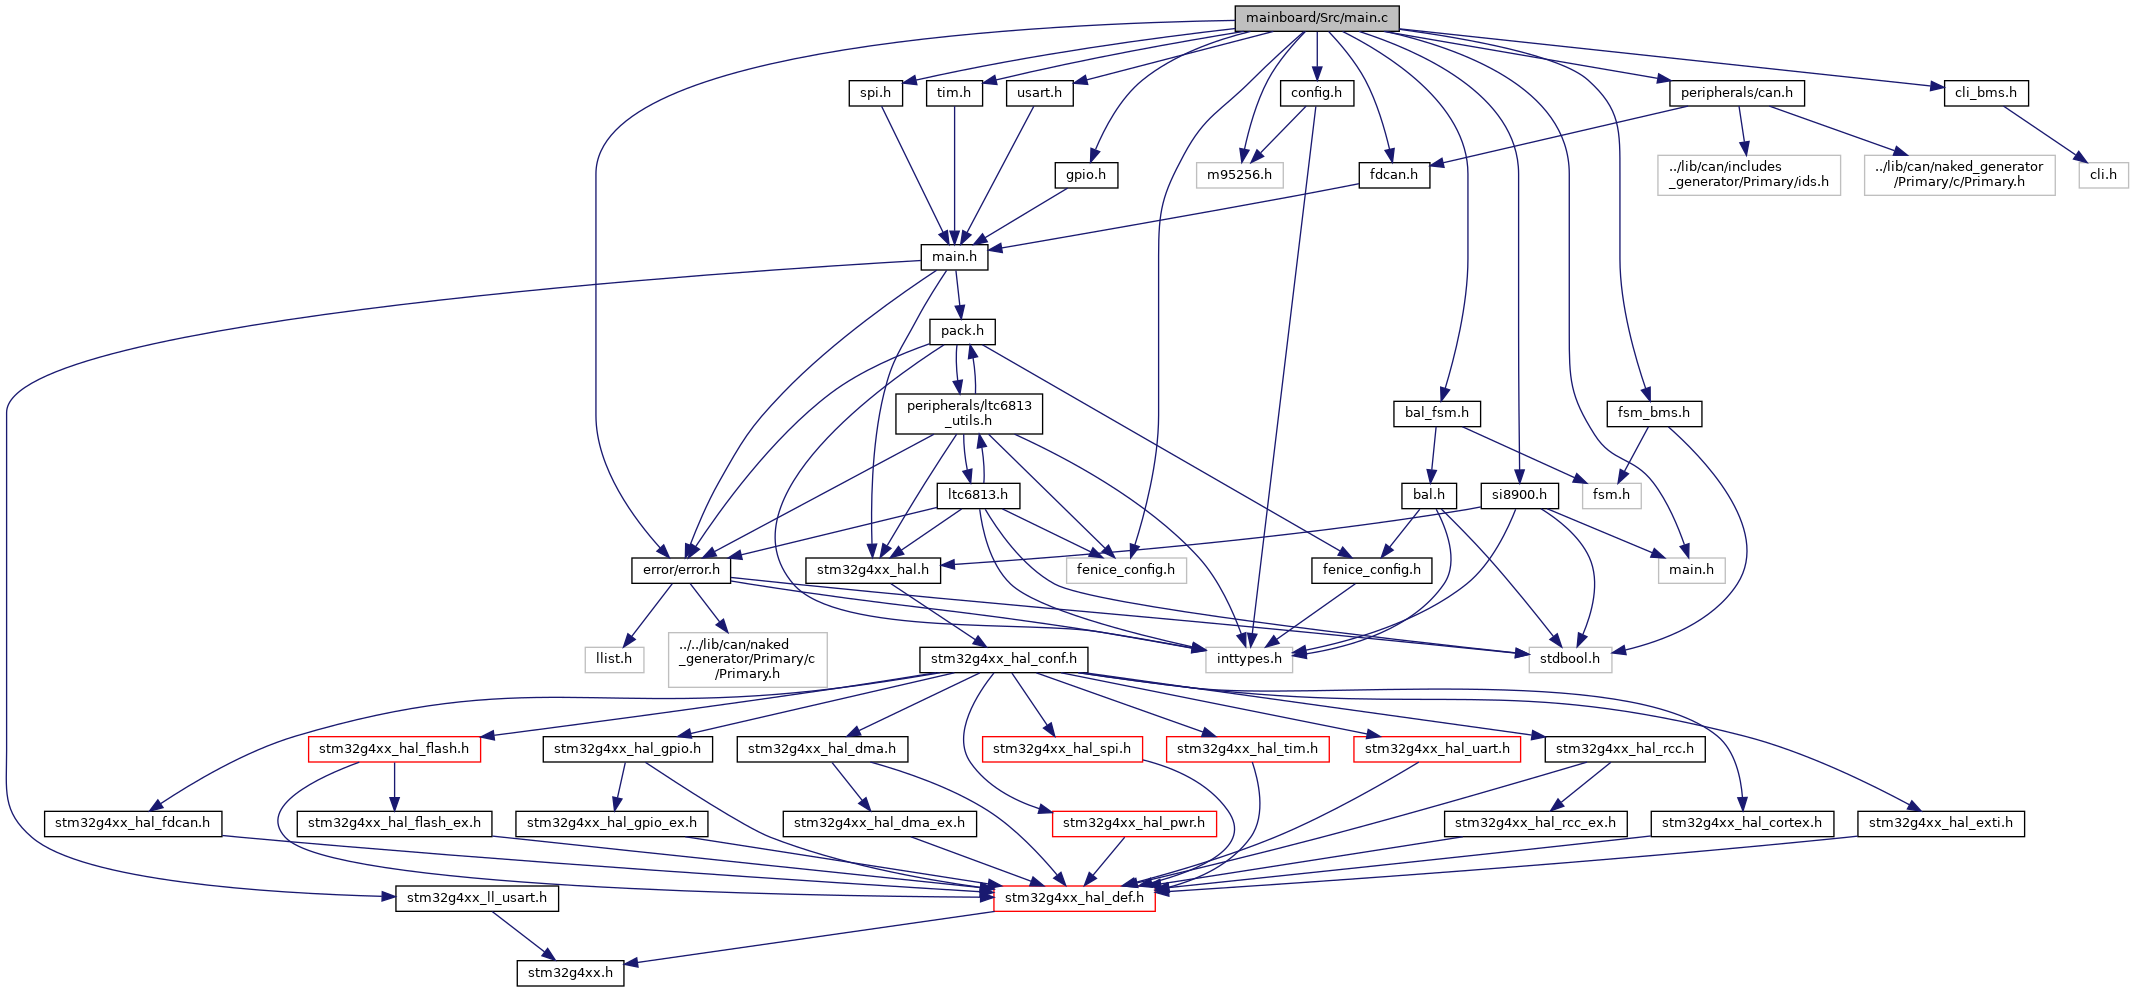 mainboard/Src/main.c
spi.h
tim.h
usart.h
config.h
peripherals/can.h
cli_bms.h
gpio.h
m95256.h
fdcan.h
../lib/can/includes
_generator/Primary/ids.h
../lib/can/naked_generator
/Primary/c/Primary.h
cli.h
main.h
pack.h
peripherals/ltc6813
_utils.h
bal_fsm.h
fsm_bms.h
ltc6813.h
bal.h
si8900.h
fsm.h
error/error.h
stm32g4xx_hal.h
fenice_config.h
fenice_config.h
main.h
llist.h
../../lib/can/naked
_generator/Primary/c
/Primary.h
stm32g4xx_hal_conf.h
inttypes.h
stdbool.h
stm32g4xx_hal_flash.h
stm32g4xx_hal_gpio.h
stm32g4xx_hal_dma.h
stm32g4xx_hal_spi.h
stm32g4xx_hal_tim.h
stm32g4xx_hal_uart.h
stm32g4xx_hal_rcc.h
stm32g4xx_hal_fdcan.h
stm32g4xx_hal_flash_ex.h
stm32g4xx_hal_gpio_ex.h
stm32g4xx_hal_dma_ex.h
stm32g4xx_hal_pwr.h
stm32g4xx_hal_rcc_ex.h
stm32g4xx_hal_cortex.h
stm32g4xx_hal_exti.h
stm32g4xx_ll_usart.h
stm32g4xx_hal_def.h
stm32g4xx.h